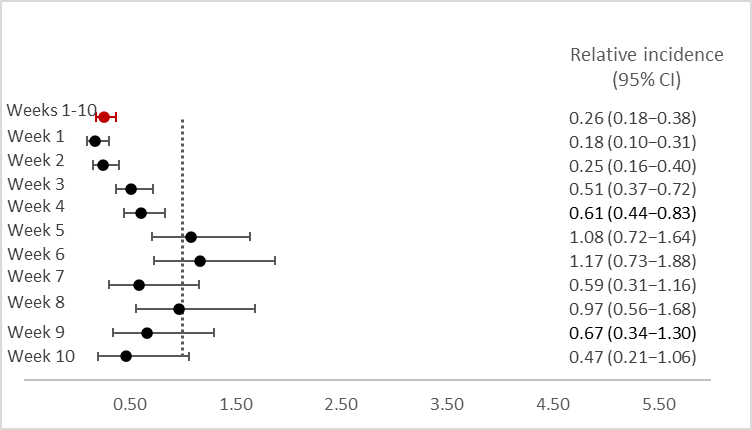 Relative incidence
(95% CI)
Weeks 1-10 0.26 (0.18−0.38)
Week 1 0.18 (0.10−0.31)
Week 2 0.25 (0.16−0.40)
Week 3 0.51 (0.37−0.72)
Week 4 0.61 (0.44−0.83)
Week 5 1.08 (0.72−1.64)
Week 6 1.17 (0.73−1.88)
Week 7 0.59 (0.31−1.16)
Week 8 0.97 (0.56−1.68)
Week 9 0.67 (0.34−1.30)
Week 10 0.47 (0.21−1.06)
0.50 1.50 2.50 3.50 4.50 5.50